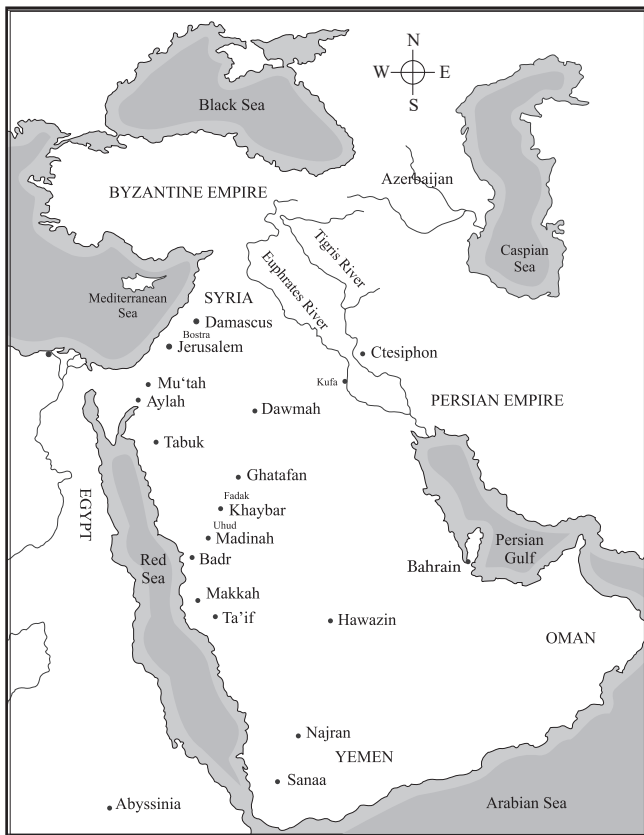 N
W E
S
Black Sea
Azerbaijan
BYZANTINE EMPIRE
Caspian
Sea
Tigris River
Euphrates River
Mediterranean
Sea
SYRIA
Damascus
Bostra
Jerusalem
Ctesiphon
Kufa
Mu‘tah
Aylah
PERSIAN EMPIRE
Dawmah
Tabuk
Ghatafan
EGYPT
Fadak
Khaybar
Uhud
Madinah
Persian
Gulf
Red
Sea
Badr
Bahrain
Makkah
Ta’if
Hawazin
OMAN
Najran
YEMEN
Sanaa
Abyssinia
Arabian Sea